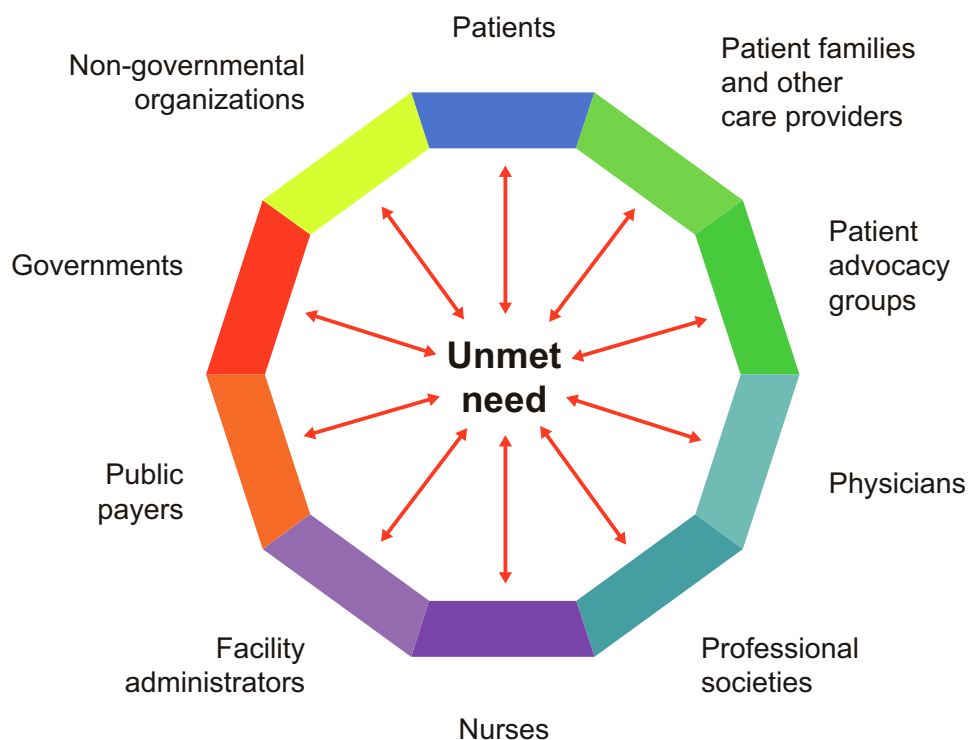 Patients
Patient families
and other
care providers
Non-governmental
organizations
Patient
advocacy
groups
Governments
Unmet
need
Public
payers
Physicians
Facility
administrators
Professional
societies
Nurses